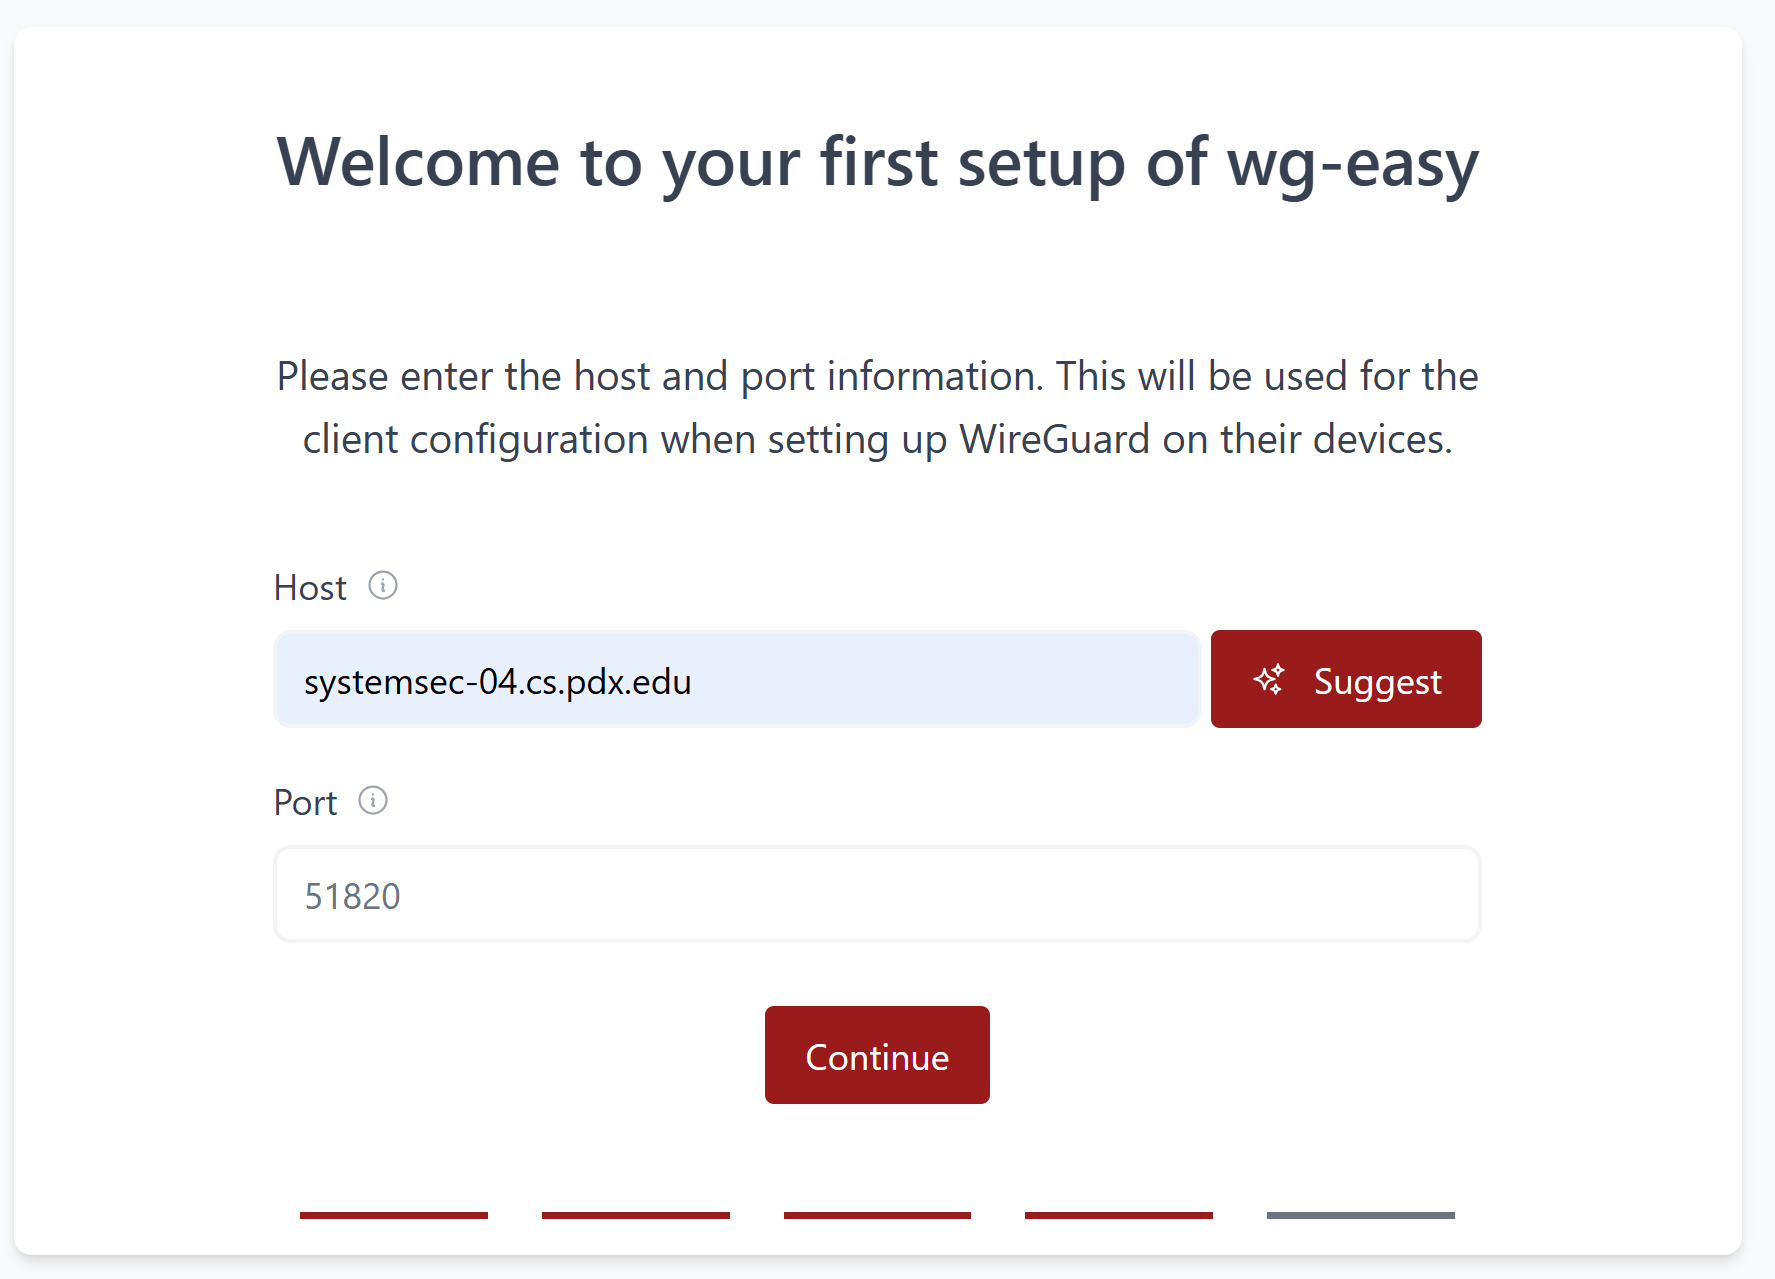 Welcome to your first setup of wg-easy
Please enter the host and port information. This will be used for the
client configuration when setting up WireGuard on their devices.
Host
systemsec-04.cs.pdx.edu
Suggest
Port
51820
Continue